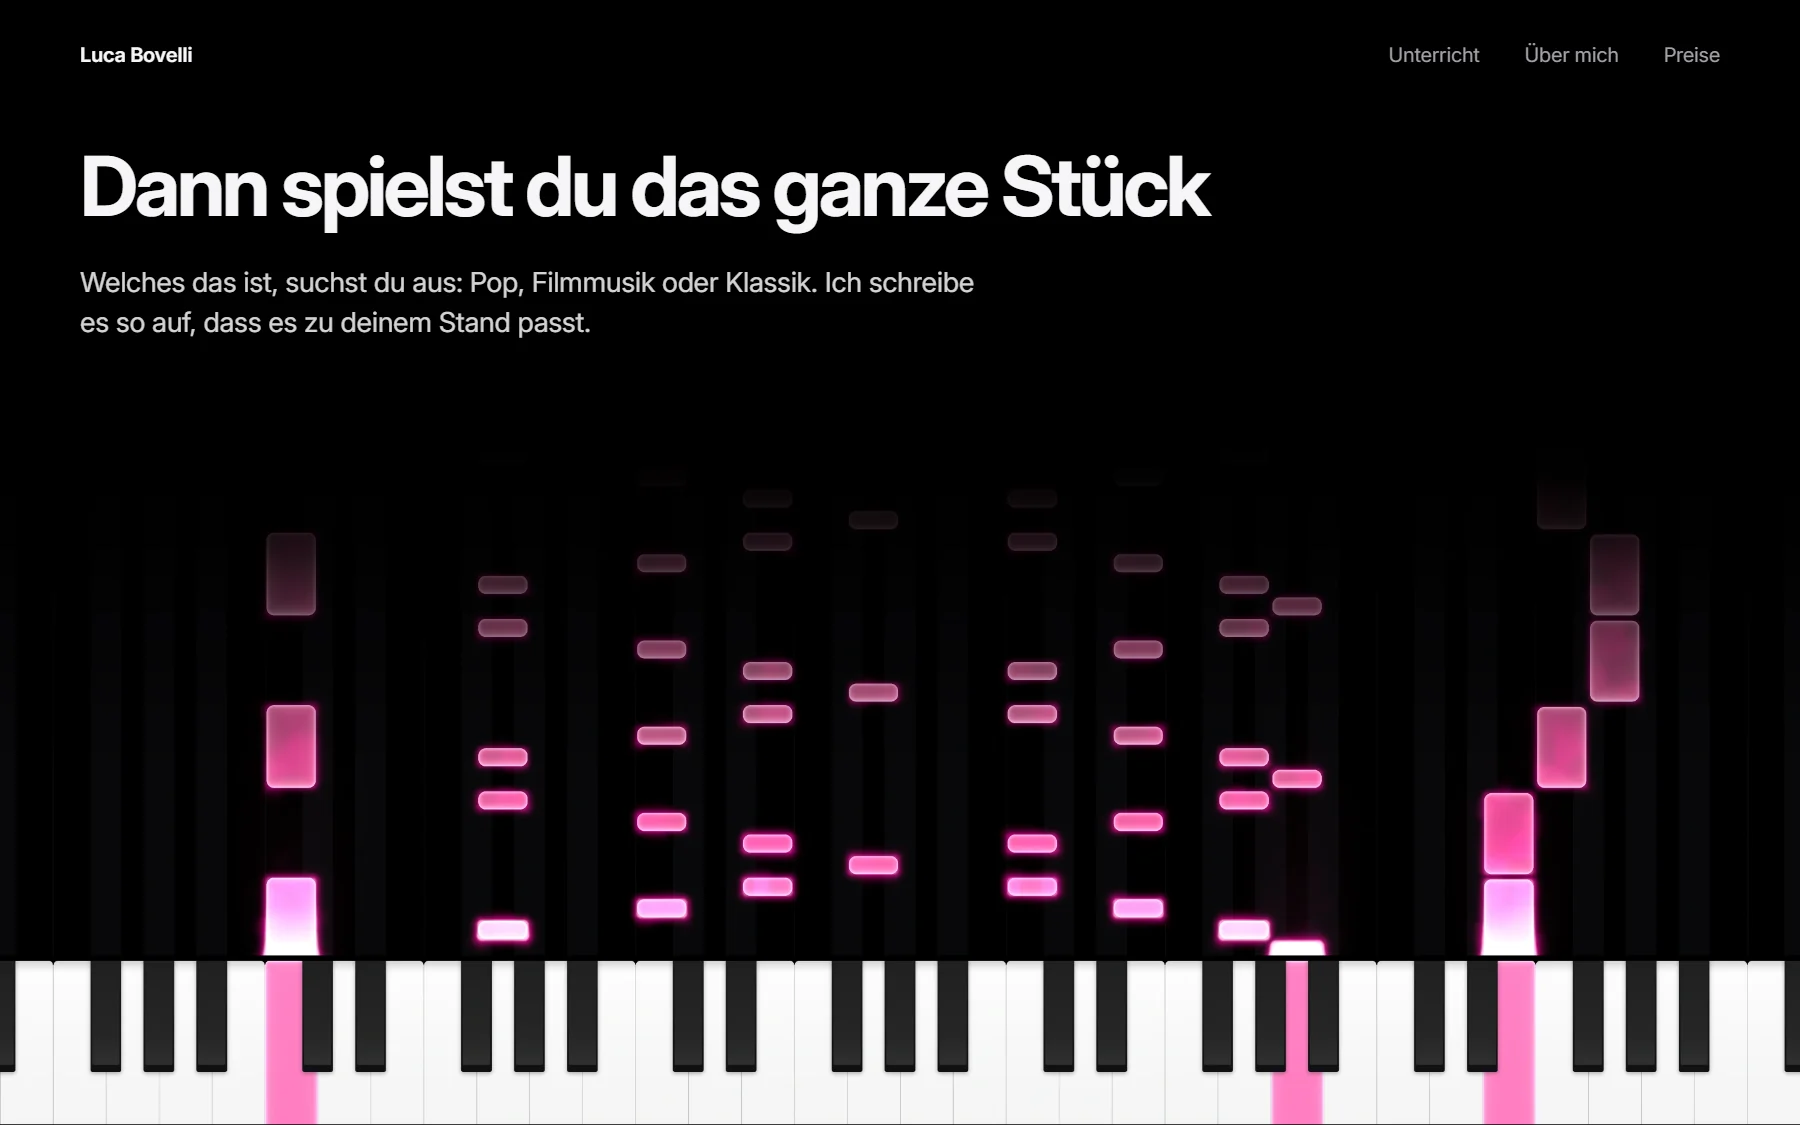 Luca Bovelli
Unterricht
Über mich
Preise
Dann spielst du das ganze Stück
Welches das ist, suchst du aus: Pop, Filmmusik oder Klassik. Ich schreibe
es so auf, dass es zu deinem Stand passt.